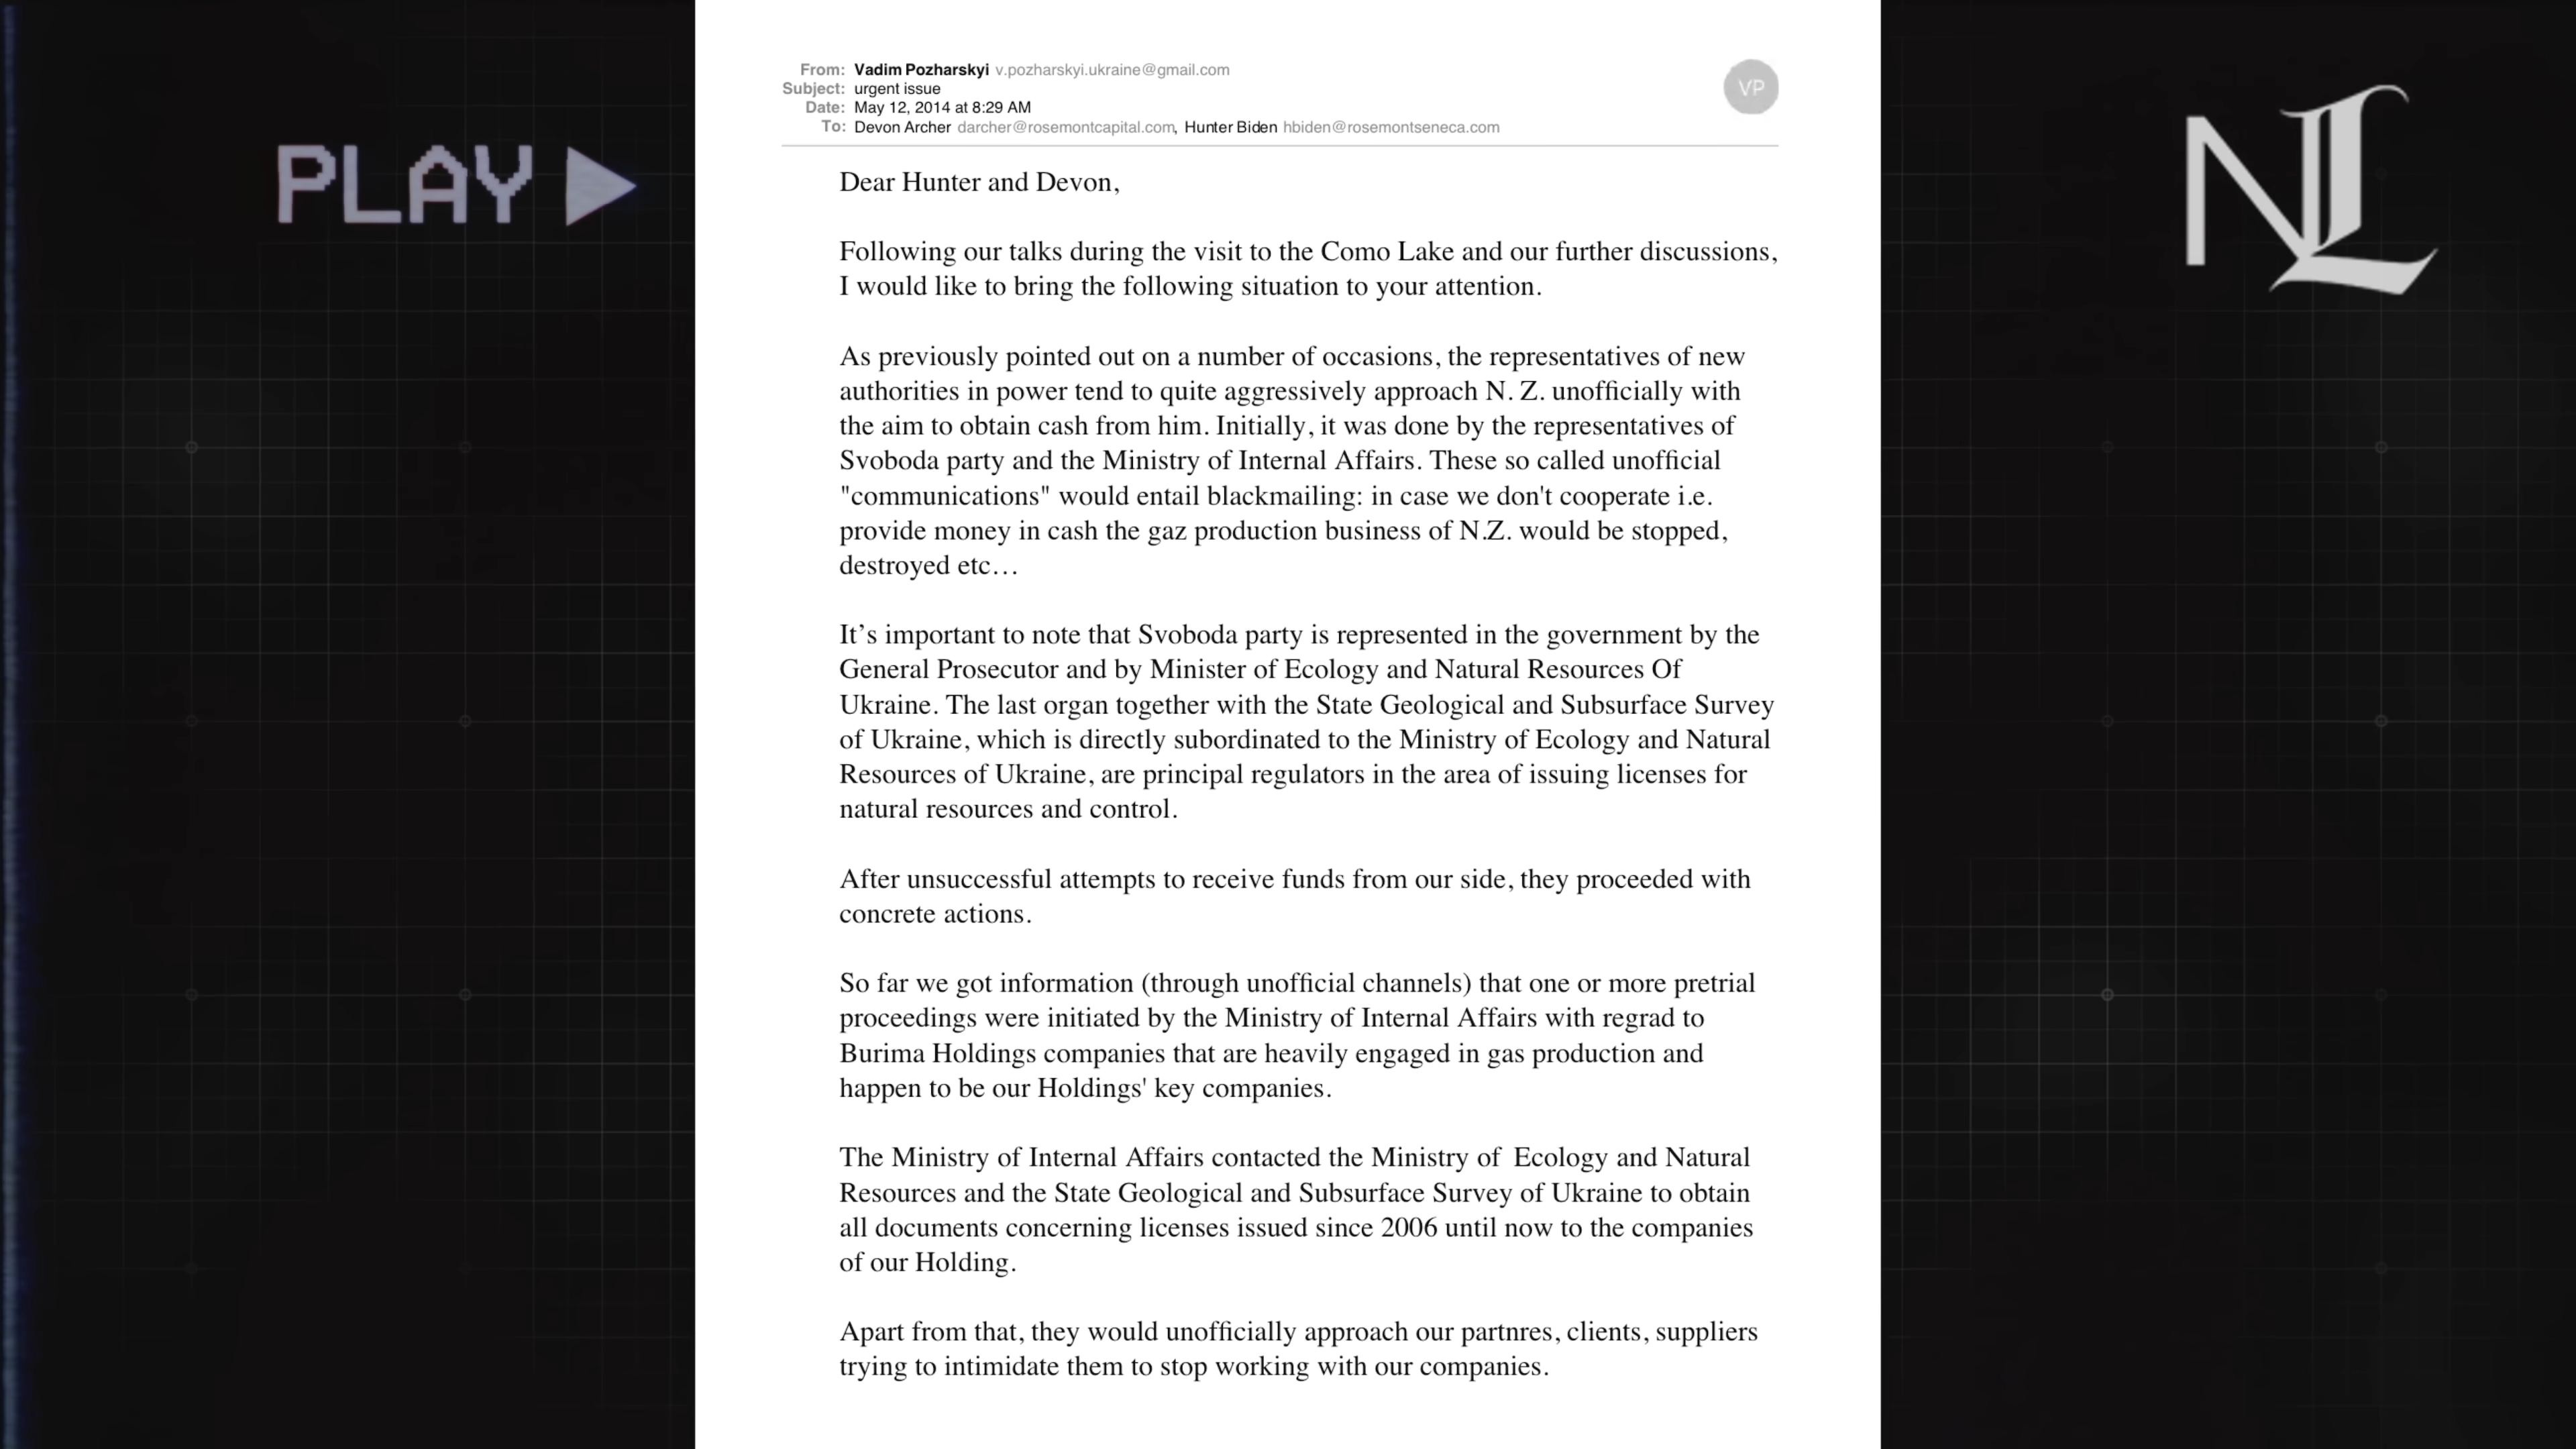 PLAY
NL
From: Vadim Pozharskyi v.pozharskyi.ukraine@gmail.com
Subject: urgent issue
Date: May 12, 2014 at 8:29 AM
To: Devon Archer darcher@rosemontcapital.com, Hunter Biden hbiden@rosemontseneca.com
VP
Dear Hunter and Devon,
Following our talks during the visit to the Como Lake and our further discussions,
I would like to bring the following situation to your attention.
As previously pointed out on a number of occasions, the representatives of new
authorities in power tend to quite aggressively approach N. Z. unofficially with
the aim to obtain cash from him. Initially, it was done by the representatives of
Svoboda party and the Ministry of Internal Affairs. These so called unofficial
"communications" would entail blackmailing: in case we don't cooperate i.e.
provide money in cash the gaz production business of N.Z. would be stopped,
destroyed etc…
It’s important to note that Svoboda party is represented in the government by the
General Prosecutor and by Minister of Ecology and Natural Resources Of
Ukraine. The last organ together with the State Geological and Subsurface Survey
of Ukraine, which is directly subordinated to the Ministry of Ecology and Natural
Resources of Ukraine, are principal regulators in the area of issuing licenses for
natural resources and control.
After unsuccessful attempts to receive funds from our side, they proceeded with
concrete actions.
So far we got information (through unofficial channels) that one or more pretrial
proceedings were initiated by the Ministry of Internal Affairs with regrad to
Burima Holdings companies that are heavily engaged in gas production and
happen to be our Holdings' key companies.
The Ministry of Internal Affairs contacted the Ministry of  Ecology and Natural
Resources and the State Geological and Subsurface Survey of Ukraine to obtain
all documents concerning licenses issued since 2006 until now to the companies
of our Holding.
Apart from that, they would unofficially approach our partnres, clients, suppliers
trying to intimidate them to stop working with our companies.